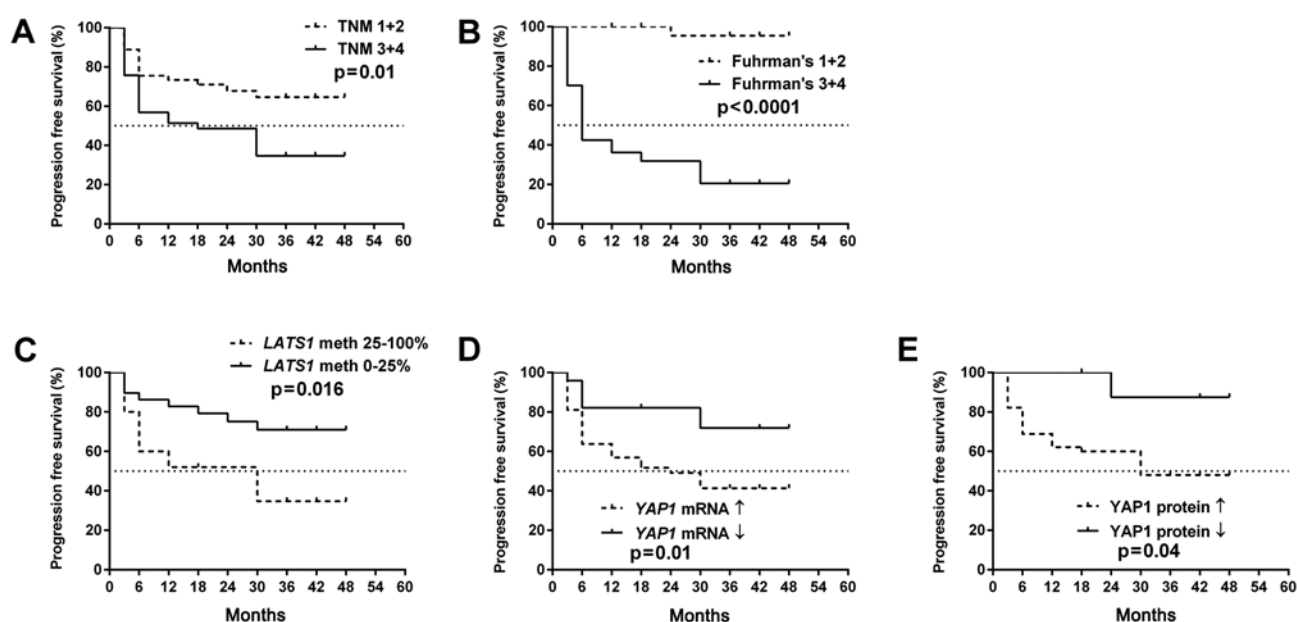 A
Progression free survival (%)
100
80
60
40
20
0
TNM 1+2
TNM 3+4
p=0.01
0 6 12 18 24 30 36 42 48 54 60
Months
B
Progression free survival (%)
100
80
60
40
20
0
Fuhrman's 1+2
Fuhrman's 3+4
p<0.0001
0 6 12 18 24 30 36 42 48 54 60
Months
C
Progression free survival (%)
100
80
60
40
20
0
LATS1 meth 25-100%
LATS1 meth 0-25%
p=0.016
0 6 12 18 24 30 36 42 48 54 60
Months
D
Progression free survival (%)
100
80
60
40
20
0
YAP1 mRNA ↑
YAP1 mRNA ↓
p=0.01
0 6 12 18 24 30 36 42 48 54 60
Months
E
Progression free survival (%)
100
80
60
40
20
0
YAP1 protein ↑
YAP1 protein ↓
p=0.04
0 6 12 18 24 30 36 42 48 54 60
Months